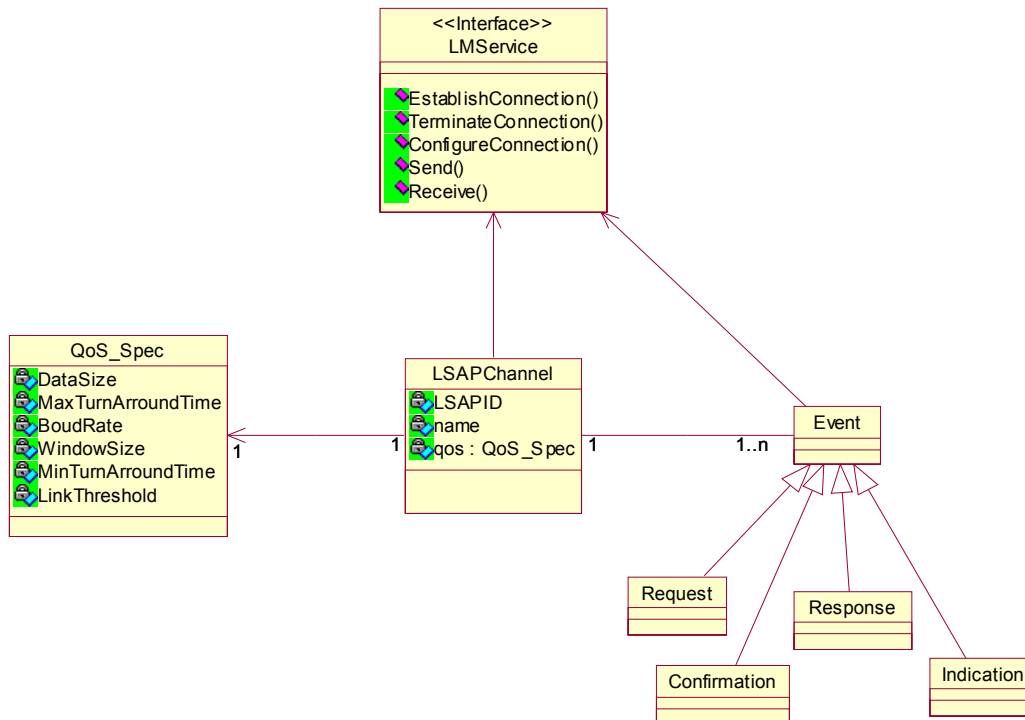 <<Interface>>
LMService
EstablishConnection()
TerminateConnection()
ConfigureConnection()
Send()
Receive()
QoS_Spec
DataSize
MaxTurnArroundTime
BoudRate
WindowSize
MinTurnArroundTime
LinkThreshold
1
1
LSAPChannel
LSAPID
name
qos : QoS_Spec
1
1..n
Event
Request
Response
Confirmation
Indication